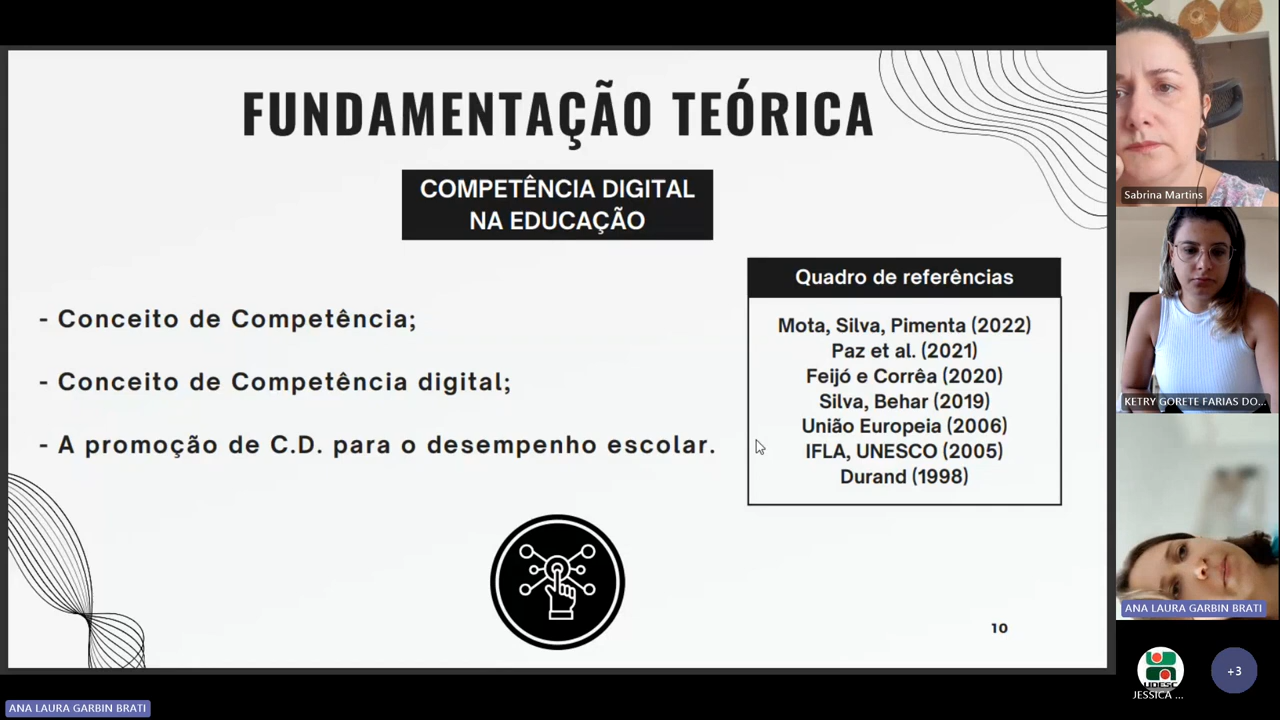 FUNDAMENTAÇÃO TEÓRICA
COMPETÊNCIA DIGITAL
NA EDUCAÇÃO
- Conceito de Competência;
- Conceito de Competência digital;
- A promoção de C.D. para o desempenho escolar.
Quadro de referências
Mota, Silva, Pimenta (2022)
Paz et al. (2021)
Feijó e Corrêa (2020)
Silva, Behar (2019)
União Europeia (2006)
IFLA, UNESCO (2005)
Durand (1998)
10
Sabrina Martins
KETRY GORETE FARIAS DO...
ANA LAURA GARBIN BRATI
UDESC
JESSICA ...
+3
ANA LAURA GARBIN BRATI